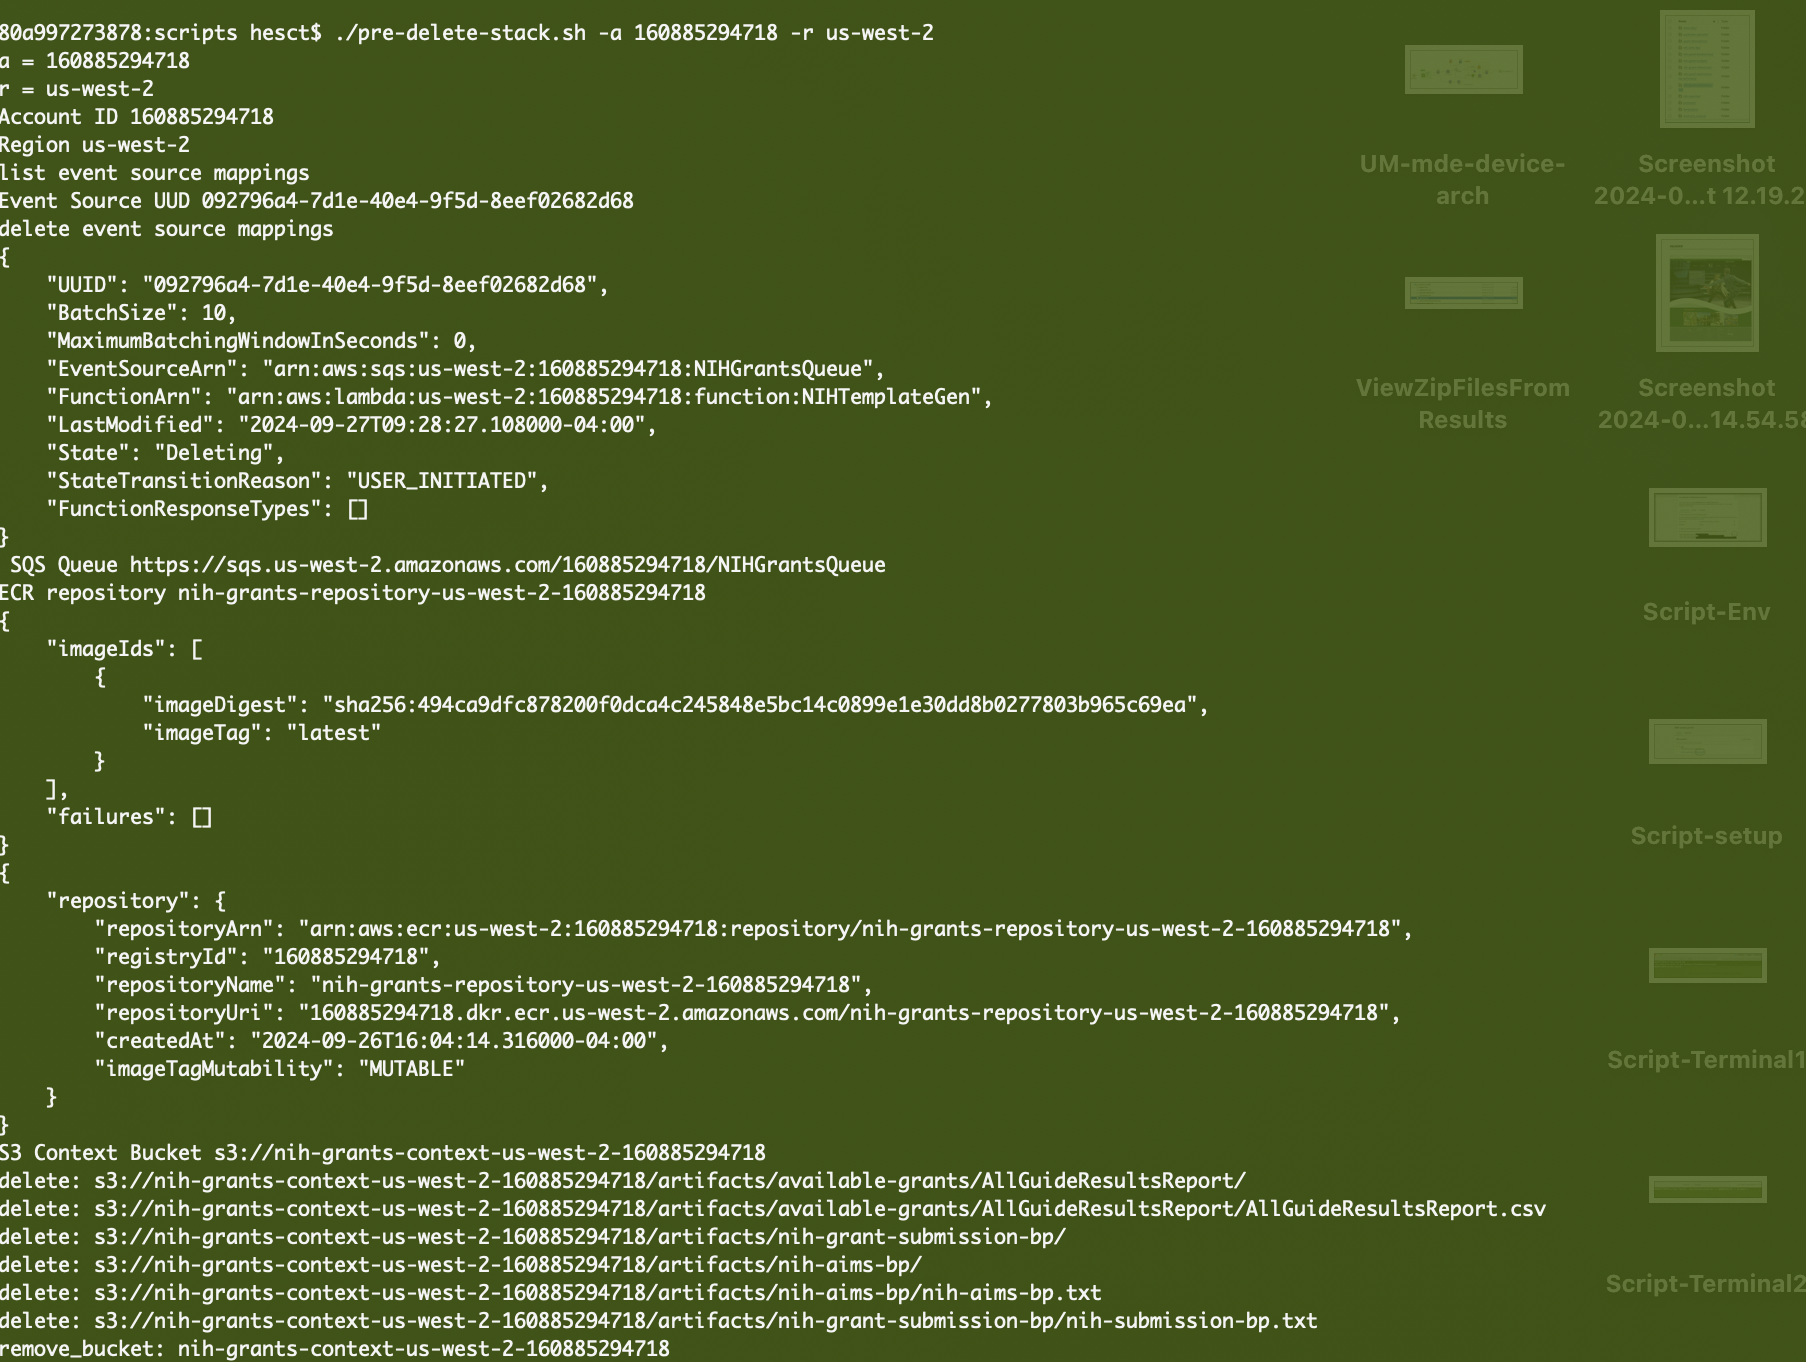 80a997273878:scripts hesct$ ./pre-delete-stack.sh -a 160885294718 -r us-west-2
a = 160885294718
r = us-west-2
Account ID 160885294718
Region us-west-2
list event source mappings
Event Source UUD 092796a4-7d1e-40e4-9f5d-8eef02682d68
delete event source mappings
{
    "UUID": "092796a4-7d1e-40e4-9f5d-8eef02682d68",
    "BatchSize": 10,
    "MaximumBatchingWindowInSeconds": 0,
    "EventSourceArn": "arn:aws:sqs:us-west-2:160885294718:NIHGrantsQueue",
    "FunctionArn": "arn:aws:lambda:us-west-2:160885294718:function:NIHTemplateGen",
    "LastModified": "2024-09-27T09:28:27.108000-04:00",
    "State": "Deleting",
    "StateTransitionReason": "USER_INITIATED",
    "FunctionResponseTypes": []
}
 SQS Queue https://sqs.us-west-2.amazonaws.com/160885294718/NIHGrantsQueue
ECR repository nih-grants-repository-us-west-2-160885294718
{
    "imageIds": [
        {
            "imageDigest": "sha256:494ca9dfc878200f0dca4c245848e5bc14c0899e1e30dd8b0277803b965c69ea",
            "imageTag": "latest"
        }
    ],
    "failures": []
}
{
    "repository": {
        "repositoryArn": "arn:aws:ecr:us-west-2:160885294718:repository/nih-grants-repository-us-west-2-160885294718",
        "registryId": "160885294718",
        "repositoryName": "nih-grants-repository-us-west-2-160885294718",
        "repositoryUri": "160885294718.dkr.ecr.us-west-2.amazonaws.com/nih-grants-repository-us-west-2-160885294718",
        "createdAt": "2024-09-26T16:04:14.316000-04:00",
        "imageTagMutability": "MUTABLE"
    }
}
S3 Context Bucket s3://nih-grants-context-us-west-2-160885294718
delete: s3://nih-grants-context-us-west-2-160885294718/artifacts/available-grants/AllGuideResultsReport/
delete: s3://nih-grants-context-us-west-2-160885294718/artifacts/available-grants/AllGuideResultsReport/AllGuideResultsReport.csv
delete: s3://nih-grants-context-us-west-2-160885294718/artifacts/nih-grant-submission-bp/
delete: s3://nih-grants-context-us-west-2-160885294718/artifacts/nih-aims-bp/
delete: s3://nih-grants-context-us-west-2-160885294718/artifacts/nih-aims-bp/nih-aims-bp.txt
delete: s3://nih-grants-context-us-west-2-160885294718/artifacts/nih-grant-submission-bp/nih-submission-bp.txt
remove_bucket: nih-grants-context-us-west-2-160885294718
UM-mde-device-
arch
Screenshot
2024-0...t 12.19.2
ViewZipFilesFrom
Results
Screenshot
2024-0...14.54.58
Script-Env
Script-setup
Script-Terminal1
Script-Terminal2